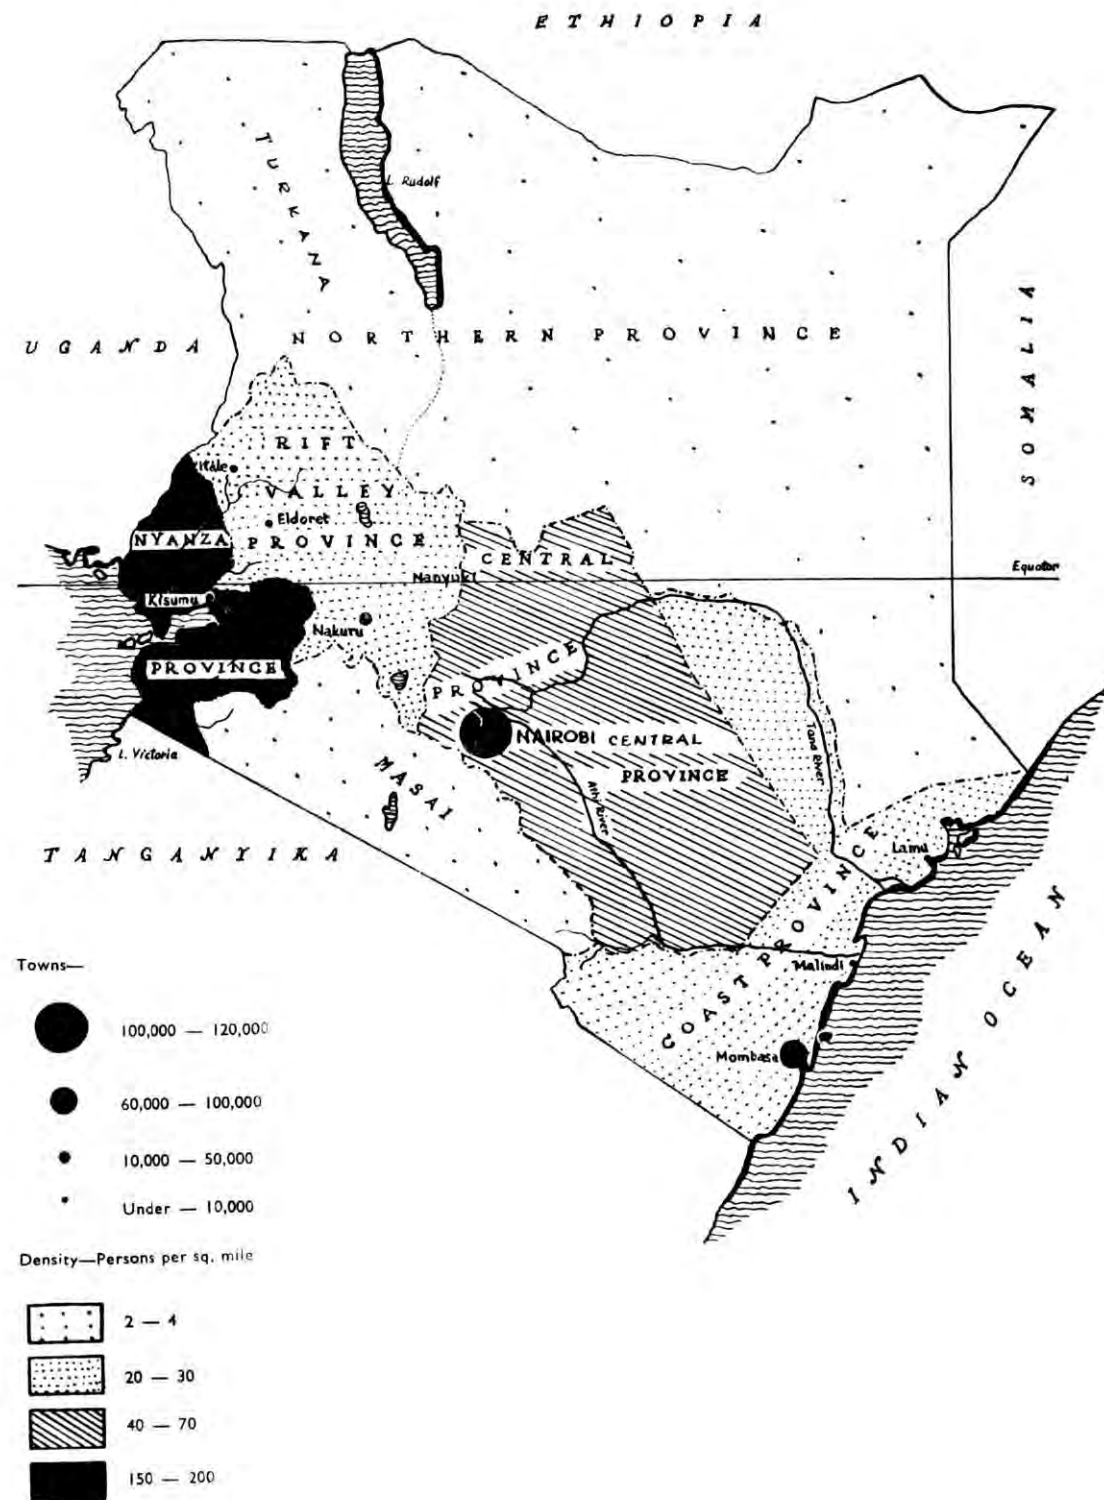 ETHIOPIA
TURKANA
L. Rudolf
UGANDA
NORTHERN PROVINCE
SOMALIA
RIFT
VALLEY
PROVINCE
Kitale
Eldoret
NYANZA
PROVINCE
Kisumu
Nakuru
Nanyuki
CENTRAL
PROVINCE
Equator
NAIROBI
CENTRAL
PROVINCE
L. Victoria
MASAI
Athi River
Tana River
TANGANYIKA
Lamu
COAST PROVINCE
Malindi
Mombasa
INDIAN OCEAN
Towns—
100,000 — 120,000
60,000 — 100,000
10,000 — 50,000
Under — 10,000
Density—Persons per sq. mile
2 — 4
20 — 30
40 — 70
150 — 200